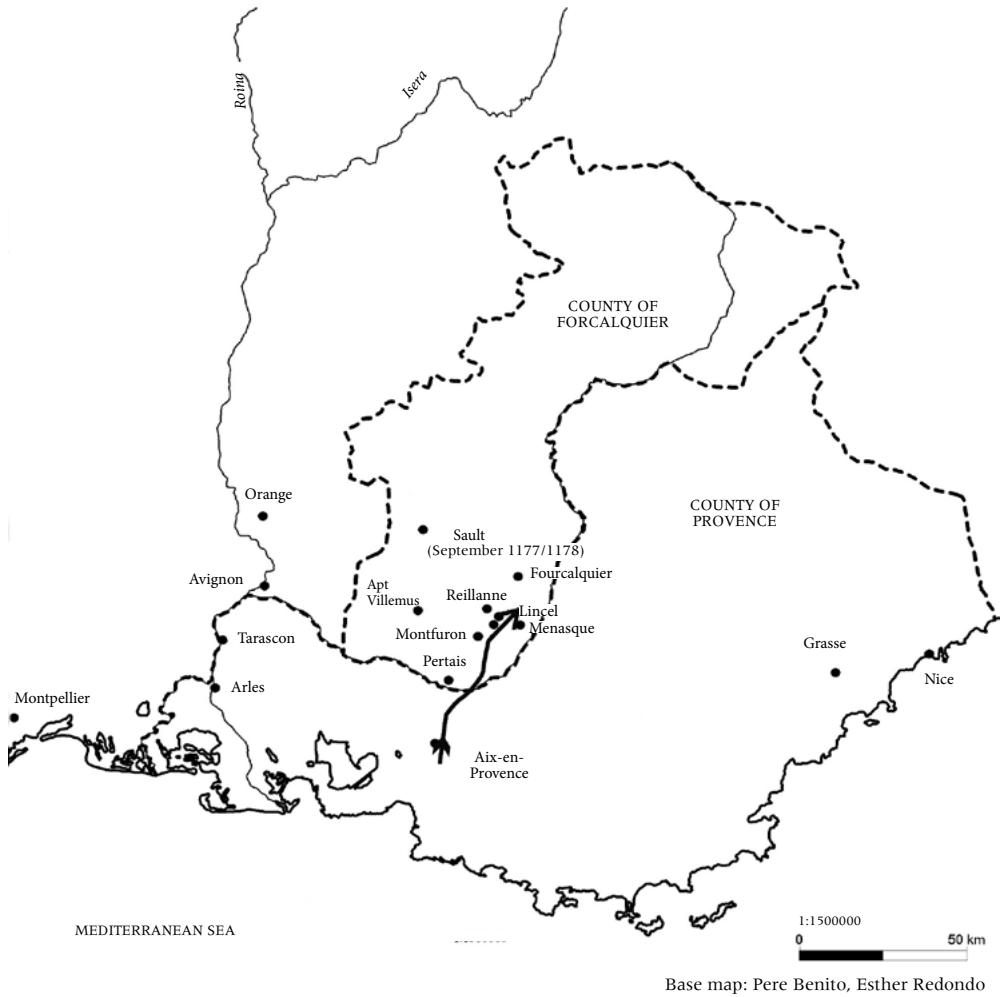 Roina
Isera
COUNTY OF
FORCALQUIER
Orange
COUNTY OF
PROVENCE
Sault
(September 1177/1178)
Avignon
Fourcalquier
Apt
Villemus
Reillanne
Lincel
Tarascon
Montfuron
Menasque
Grasse
Pertais
Nice
Arles
Montpellier
Aix-en-
Provence
MEDITERRANEAN SEA
1:1500000
0
50 km
Base map: Pere Benito, Esther Redondo